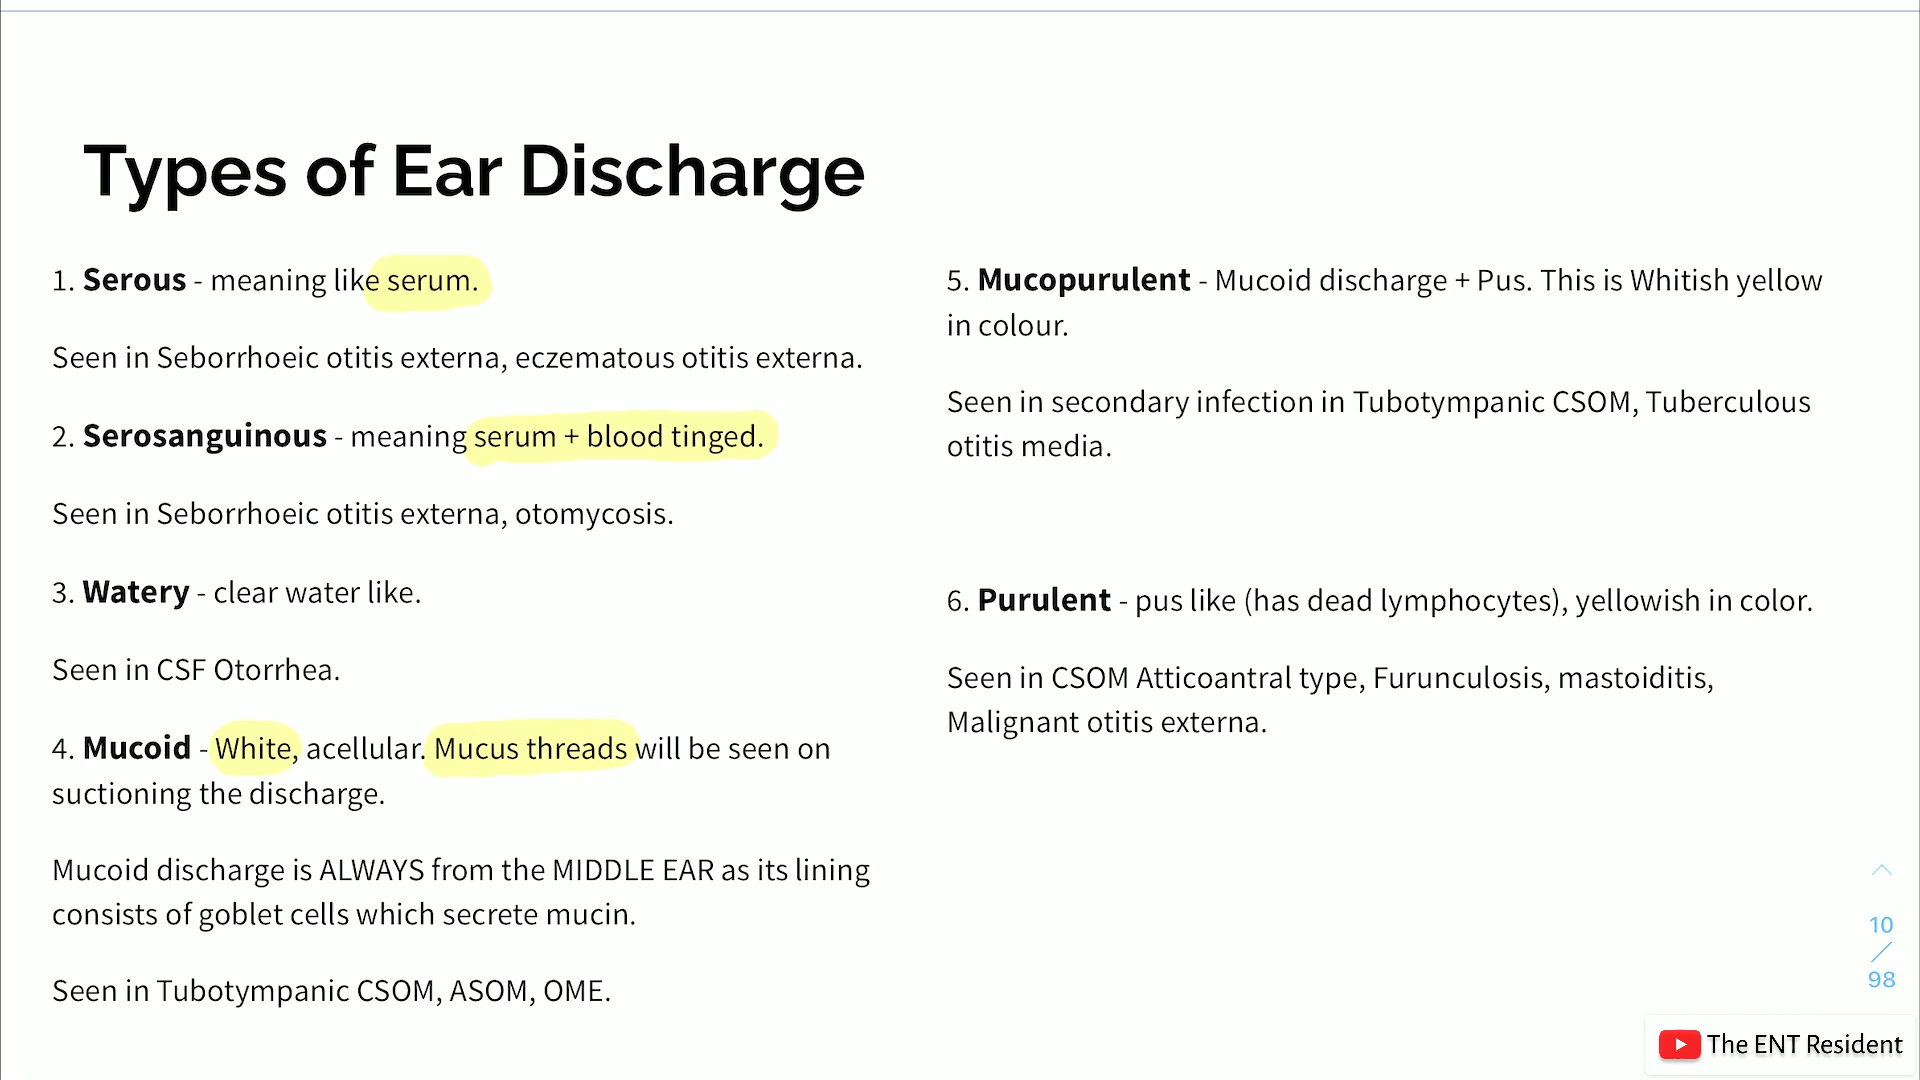 Types of Ear Discharge
1. Serous - meaning like serum.
Seen in Seborrhoeic otitis externa, eczematous otitis externa.
2. Serosanguinous - meaning serum + blood tinged.
Seen in Seborrhoeic otitis externa, otomycosis.
3. Watery - clear water like.
Seen in CSF Otorrhea.
4. Mucoid - White, acellular. Mucus threads will be seen on
suctioning the discharge.
Mucoid discharge is ALWAYS from the MIDDLE EAR as its lining
consists of goblet cells which secrete mucin.
Seen in Tubotympanic CSOM, ASOM, OME.
5. Mucopurulent - Mucoid discharge + Pus. This is Whitish yellow
in colour.
Seen in secondary infection in Tubotympanic CSOM, Tuberculous
otitis media.
6. Purulent - pus like (has dead lymphocytes), yellowish in color.
Seen in CSOM Atticoantral type, Furunculosis, mastoiditis,
Malignant otitis externa.
10
/
98
The ENT Resident